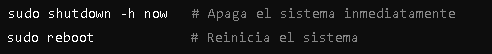 sudo shutdown -h now   # Apaga el sistema inmediatamente
sudo reboot            # Reinicia el sistema